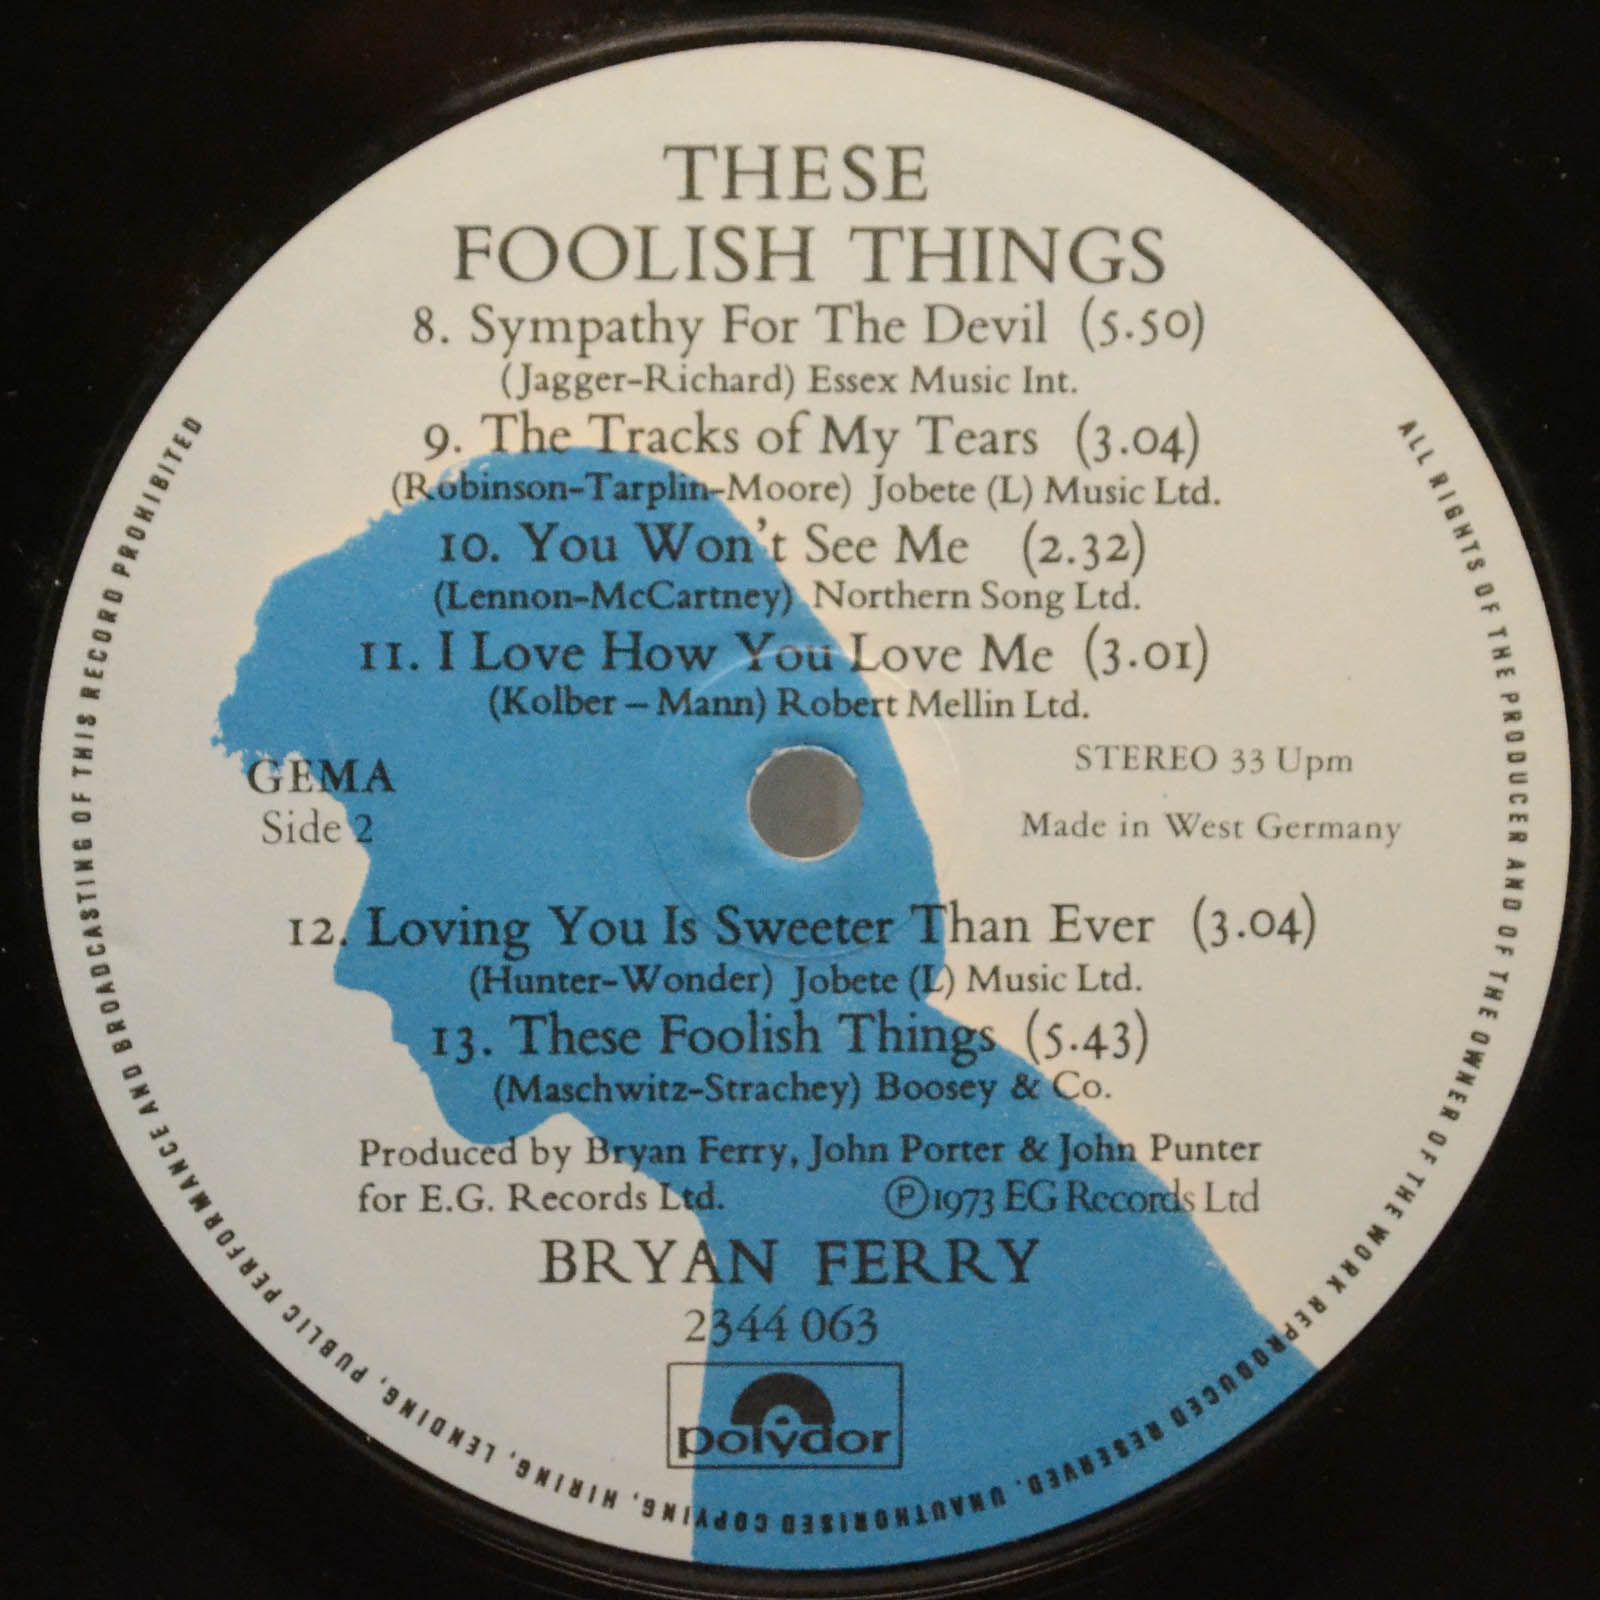 THESE
FOOLISH THINGS
8. Sympathy For The Devil (5.50)
(Jagger-Richard) Essex Music Int.
9. The Tracks of My Tears (3.04)
(Robinson-Tarplin-Moore) Jobete (L) Music Ltd.
10. You Won't See Me (2.32)
(Lennon-McCartney) Northern Song Ltd.
11. I Love How You Love Me (3.01)
(Kolber – Mann) Robert Mellin Ltd.
GEMA
Side 2
STEREO 33 Upm
Made in West Germany
12. Loving You Is Sweeter Than Ever (3.04)
(Hunter-Wonder) Jobete (L) Music Ltd.
13. These Foolish Things (5.43)
(Maschwitz-Strachey) Boosey & Co.
Produced by Bryan Ferry, John Porter & John Punter
for E.G. Records Ltd. Ⓟ1973 EG Records Ltd
BRYAN FERRY
2344 063
polydor
ALL RIGHTS OF THE PRODUCER AND OF THE OWNER OF THE WORK REPRODUCED RESERVED. UNAUTHORISED COPYING, HIRING, LENDING, PUBLIC PERFORMANCE AND BROADCASTING OF THIS RECORD PROHIBITED